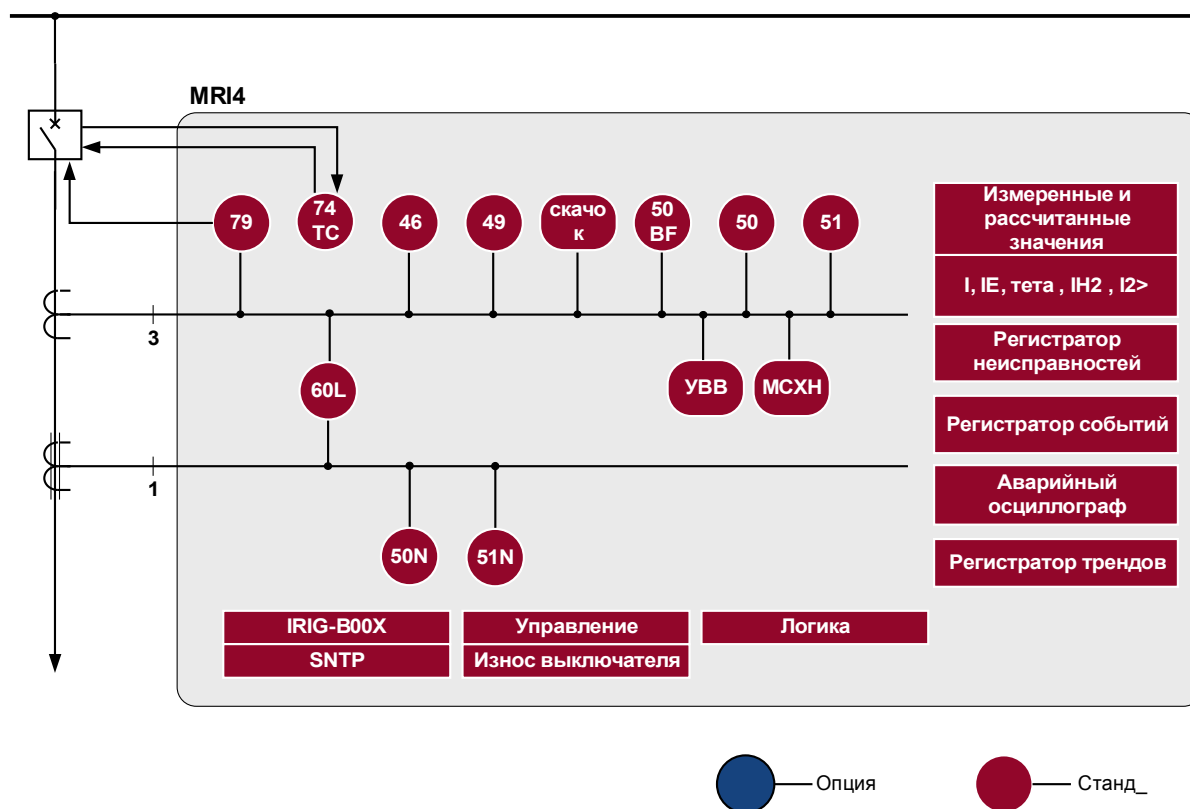 MRI4
79
74
TC
46
49
скачо
к
50
BF
50
51
Измеренные и
рассчитанные
значения
I, IE, тета , IH2 , I2>
3
60L
УВВ
МСХН
Регистратор
неисправностей
Регистратор событий
1
Аварийный
осциллограф
50N
51N
Регистратор трендов
IRIG-B00X
Управление
Логика
SNTP
Износ выключателя
Опция
Станд_